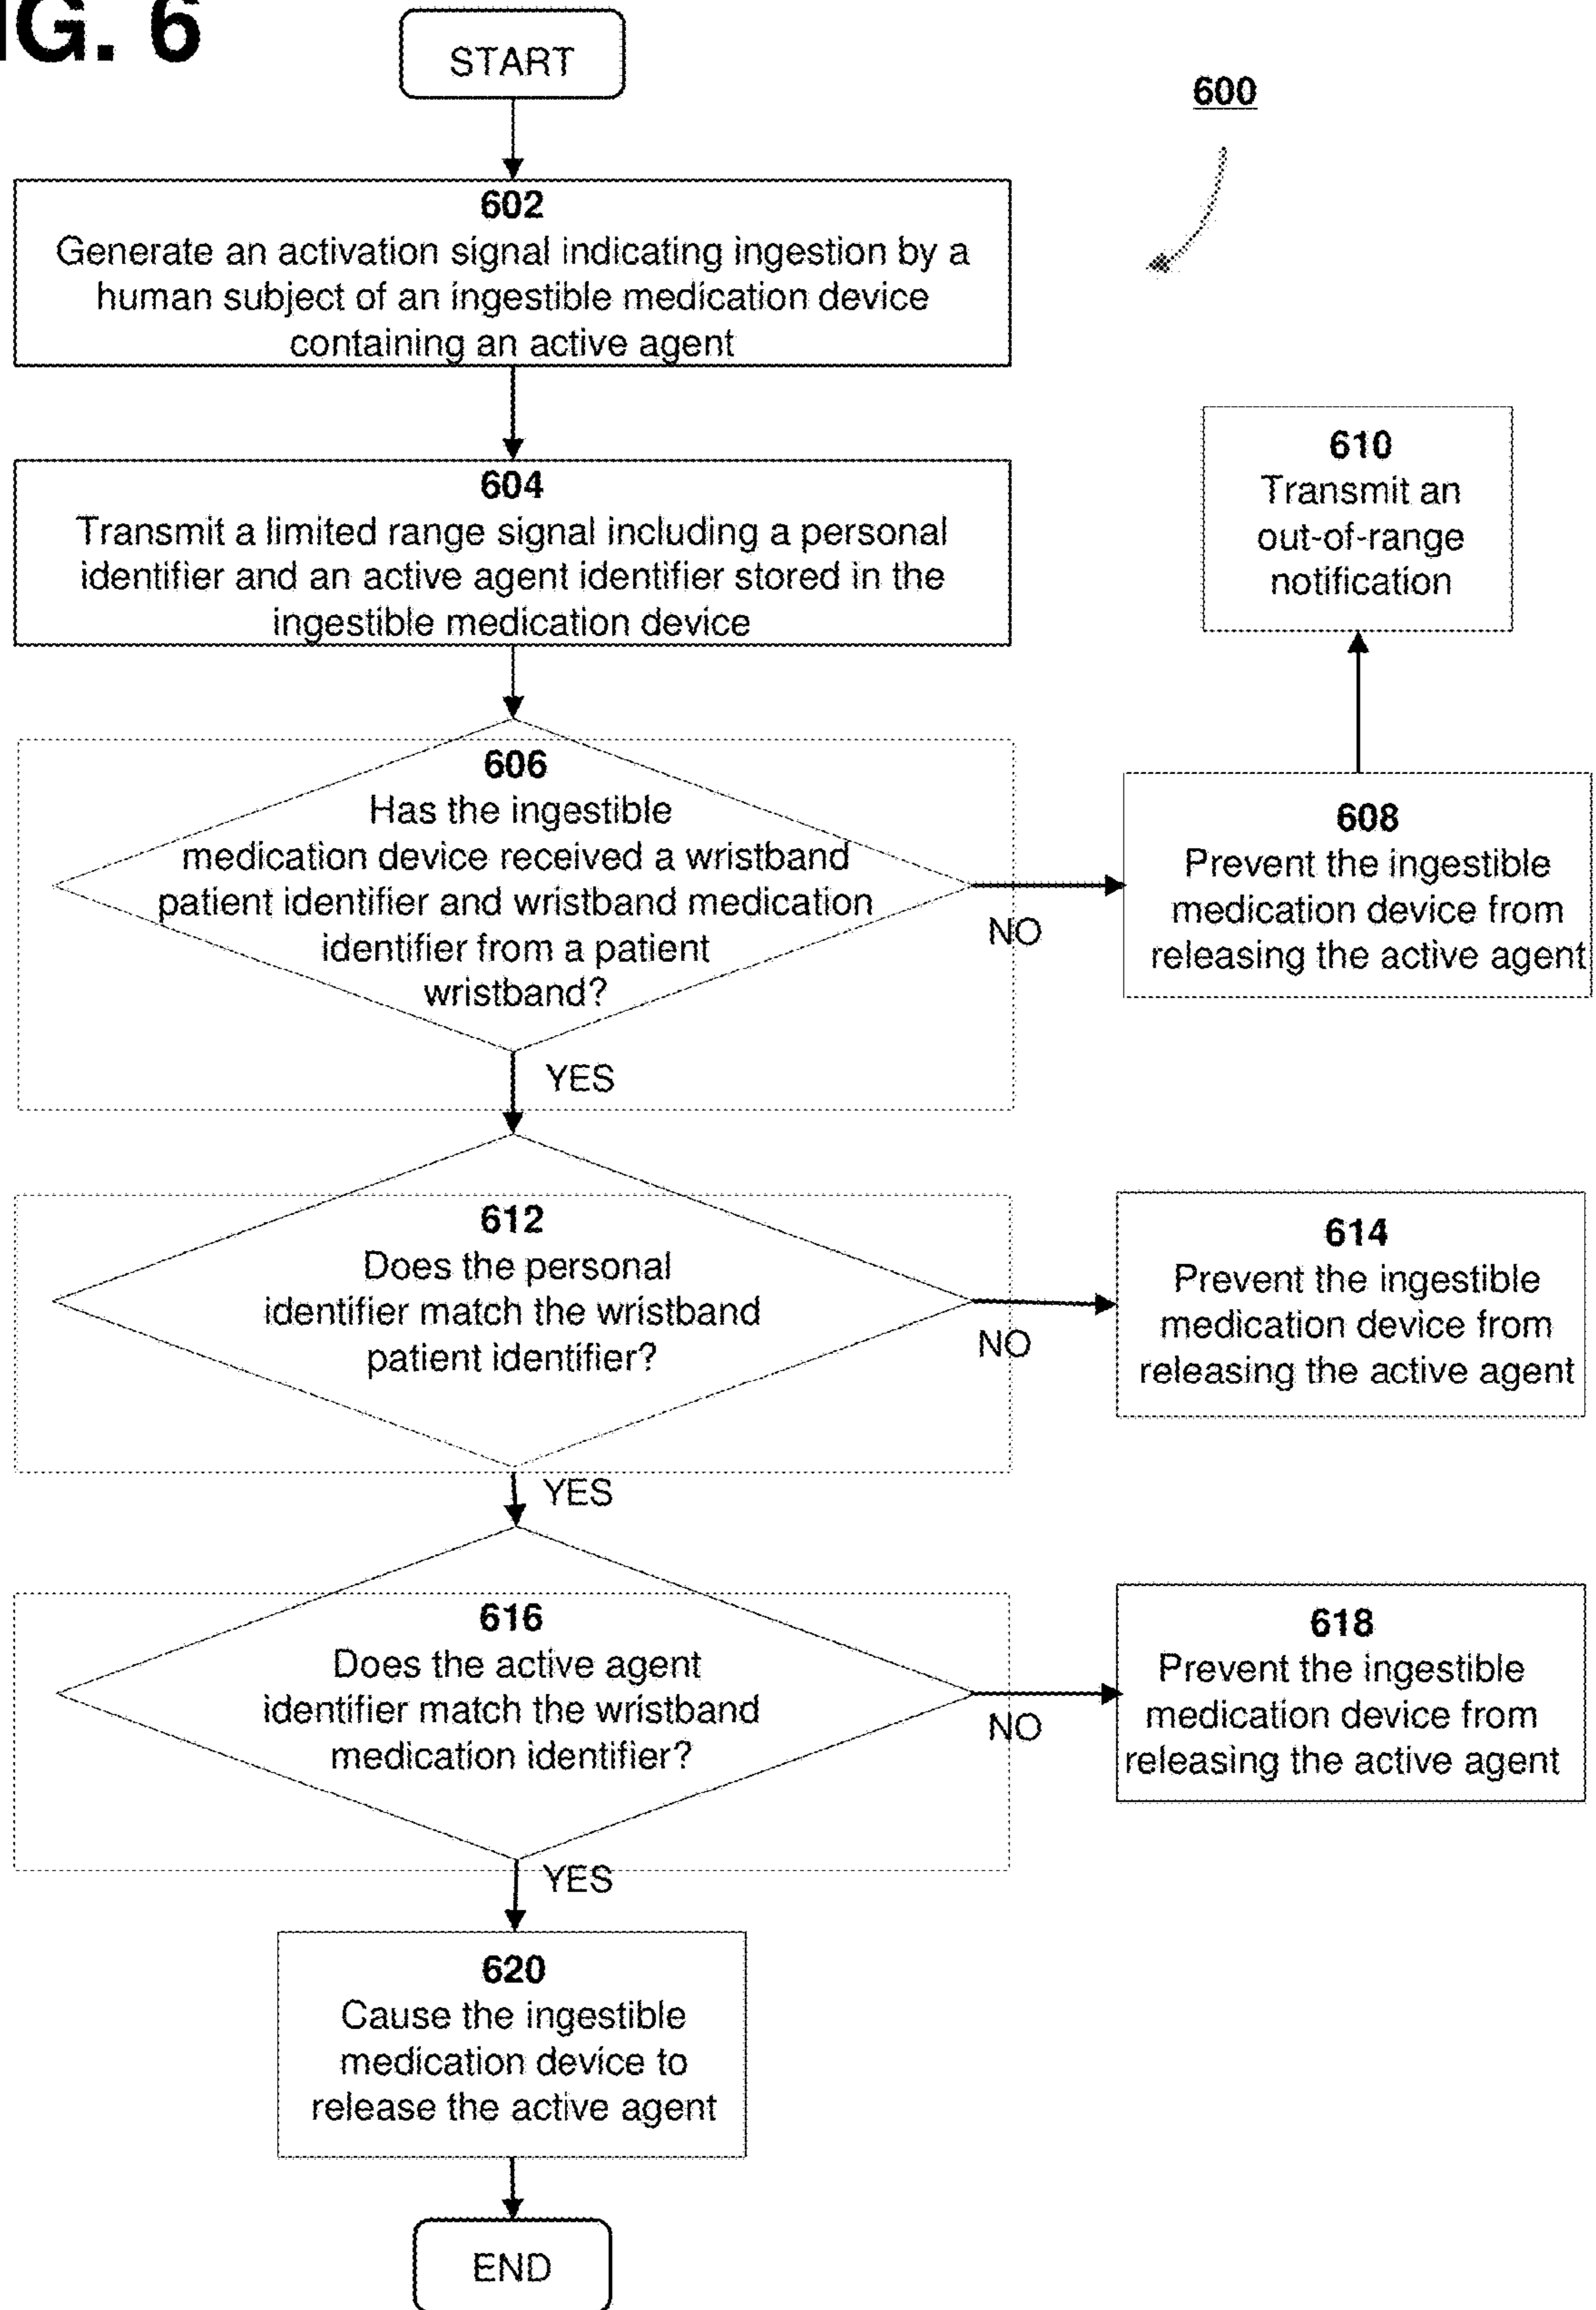 IG. 6
START
600
602
Generate an activation signal indicating ingestion by a
human subject of an ingestible medication device
containing an active agent
604
Transmit a limited range signal including a personal
identifier and an active agent identifier stored in the
ingestible medication device
610
Transmit an
out-of-range
notification
606
Has the ingestible
medication device received a wristband
patient identifier and wristband medication
identifier from a patient
wristband?
NO
608
Prevent the ingestible
medication device from
releasing the active agent
YES
612
Does the personal
identifier match the wristband
patient identifier?
NO
614
Prevent the ingestible
medication device from
releasing the active agent
YES
616
Does the active agent
identifier match the wristband
medication identifier?
NO
618
Prevent the ingestible
medication device from
releasing the active agent
YES
620
Cause the ingestible
medication device to
release the active agent
END